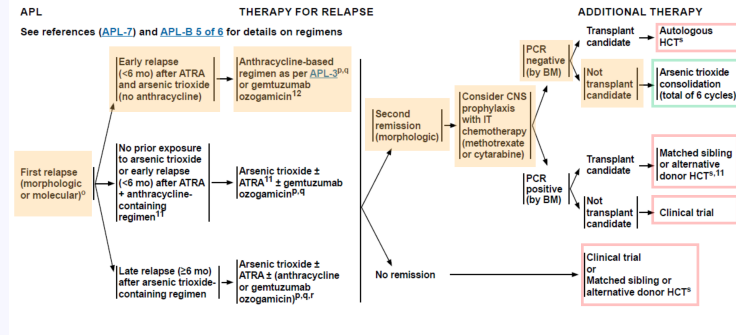 APL
THERAPY FOR RELAPSE
ADDITIONAL THERAPY
See references (APL-7) and APL-B 5 of 6 for details on regimens
First relapse
(morphologic
or molecular)o
Early relapse
(<6 mo) after ATRA
and arsenic trioxide
(no anthracycline)
Anthracycline-based
regimen as per APL-3p,q
or gemtuzumab
ozogamicin12
No prior exposure
to arsenic trioxide
or early relapse
(<6 mo) after ATRA
+ anthracycline-
containing
regimen11
Arsenic trioxide ±
ATRA11 ± gemtuzumab
ozogamicinp,q
Late relapse (≥6 mo)
after arsenic trioxide-
containing regimen
Arsenic trioxide ±
ATRA ± (anthracycline
or gemtuzumab
ozogamicin)p,q,r
Second
remission
(morphologic)
Consider CNS
prophylaxis
with IT
chemotherapy
(methotrexate
or cytarabine)
PCR
negative
(by BM)
Transplant
candidate
Autologous
HCTs
Not
transplant
candidate
Arsenic trioxide
consolidation
(total of 6 cycles)
PCR
positive
(by BM)
Transplant
candidate
Matched sibling
or alternative
donor HCTs,11
Not
transplant
candidate
Clinical trial
No remission
Clinical trial
or
Matched sibling or
alternative donor HCTs